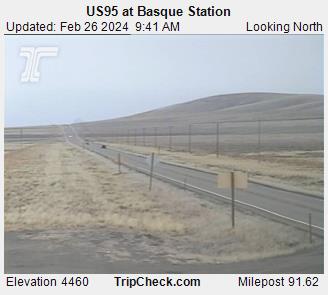 US95 at Basque Station
Updated: Feb 26 2024 9:41 AM Looking North
Elevation 4460 TripCheck.com Milepost 91.62